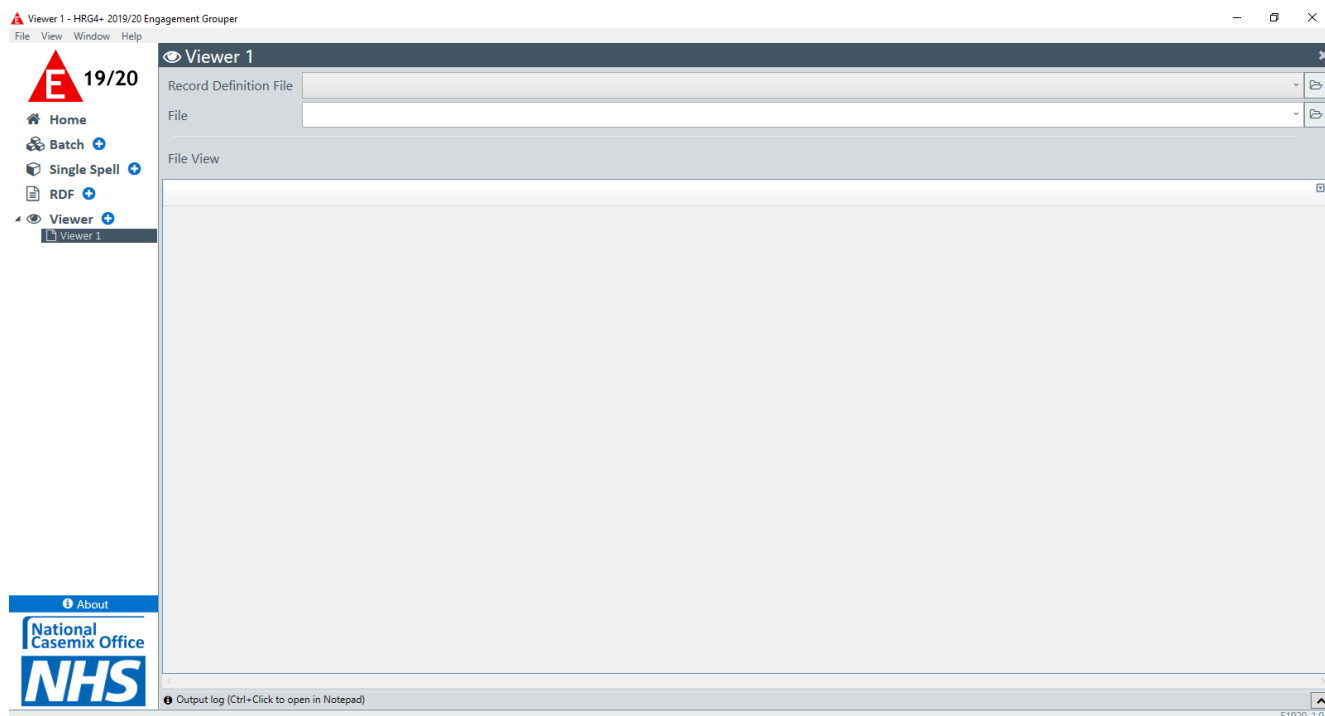 Viewer 1 - HRG4+ 2019/20 Engagement Grouper
File View Window Help
E 19/20
Home
Batch
Single Spell
RDF
Viewer
Viewer 1
About
National
Casemix Office
NHS
Viewer 1
Record Definition File
File
File View
Output log (Ctrl+Click to open in Notepad)